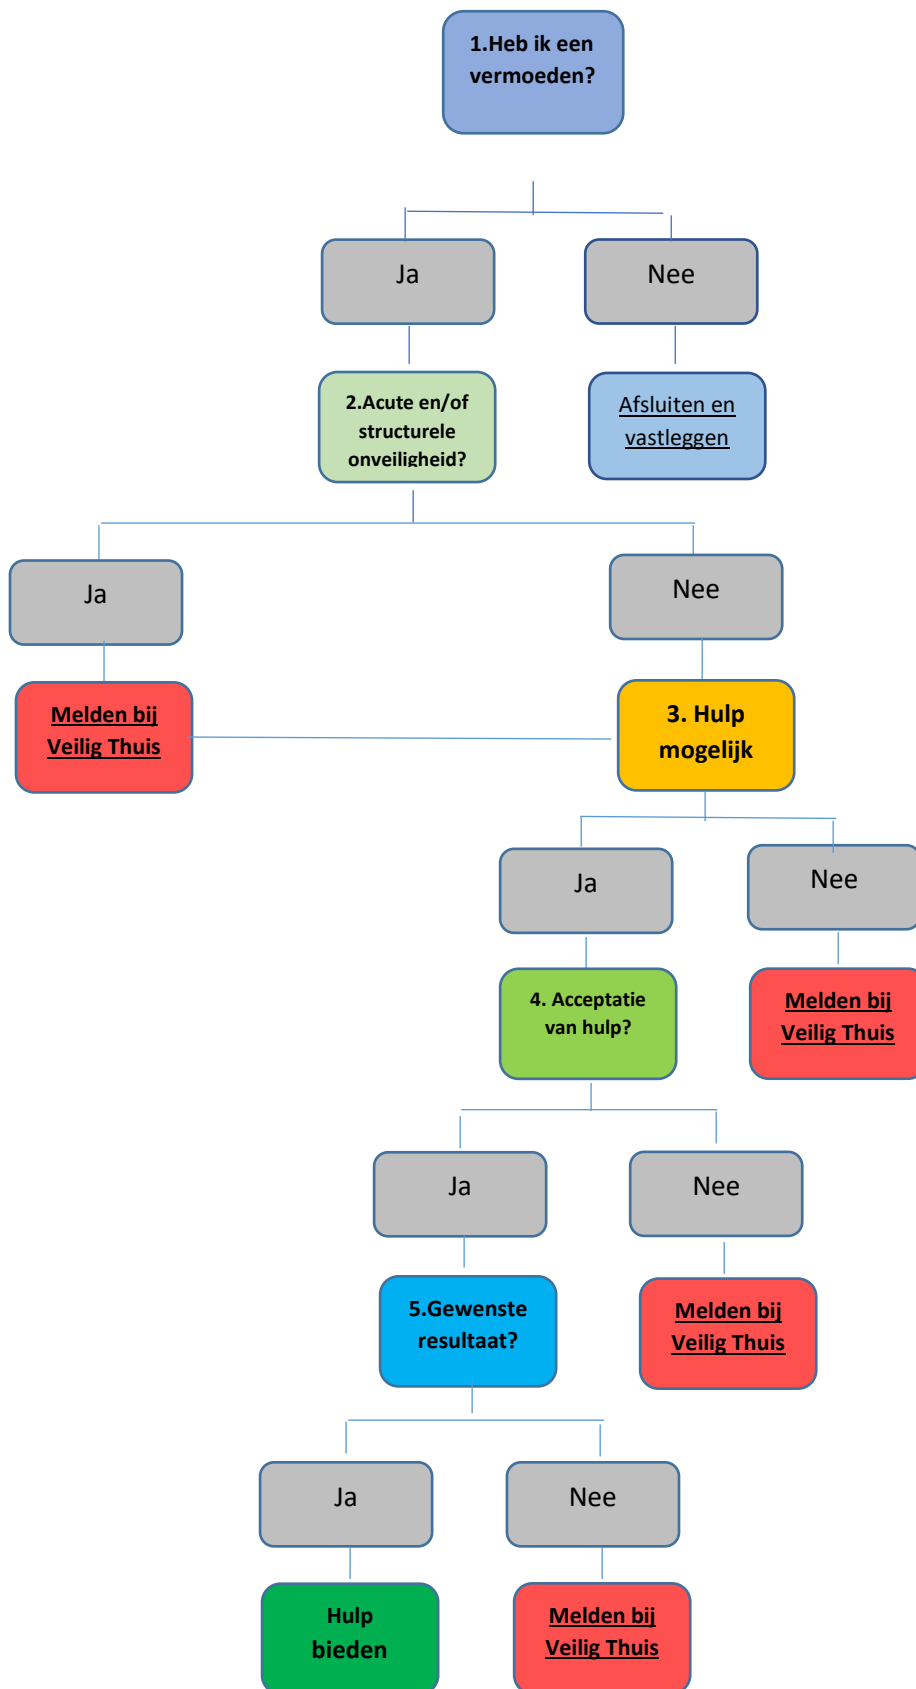 1.Heb ik een
vermoeden?
Ja
Nee
2.Acute en/of
structurele
onveiligheid?
Afsluiten en
vastleggen
Ja
Nee
Melden bij
Veilig Thuis
3. Hulp
mogelijk
Ja
Nee
4. Acceptatie
van hulp?
Melden bij
Veilig Thuis
Ja
Nee
5.Gewenste
resultaat?
Melden bij
Veilig Thuis
Ja
Nee
Hulp
bieden
Melden bij
Veilig Thuis